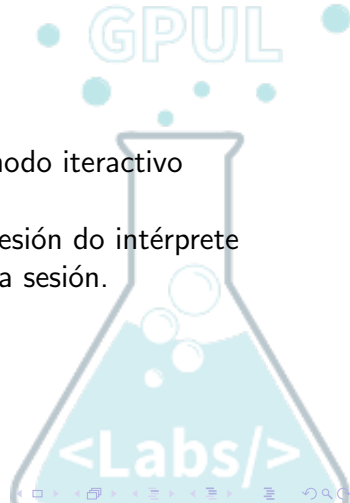 GPUL
nodo iteractivo
esión do intérprete
a sesión.
<Labs/>